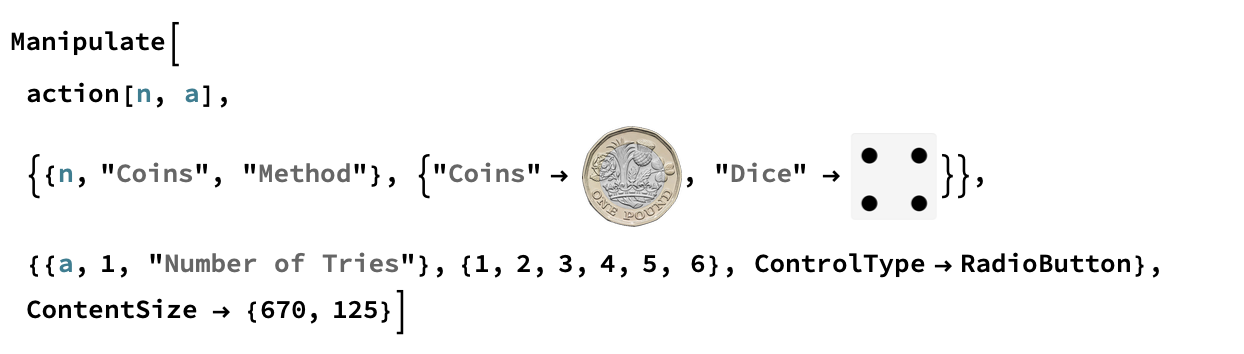 Manipulate[
action[n, a],
{{n, "Coins", "Method"}, {"Coins" → ONE POUND, "Dice" → }},
{{a, 1, "Number of Tries"}, {1, 2, 3, 4, 5, 6}, ControlType → RadioButton},
ContentSize → {670, 125}]